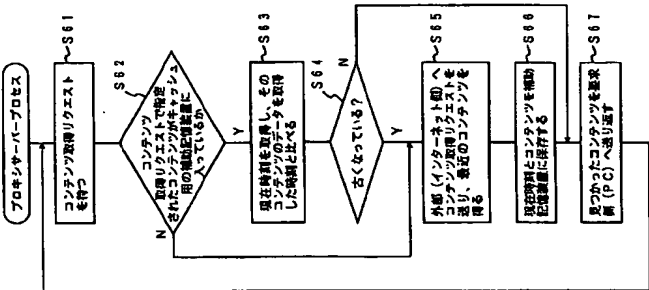 プロキシサーバープロセス
S61
コンテンツ取得リクエスト
を待つ
S62
コンテンツ
取得リクエストで指定
されたコンテンツがキャッシュ
用の補助記憶装置に
入っているか
N
Y
S63
現在時刻を取得し、その
コンテンツのデータを取得
した時刻と比べる
S64
古くなっている?
N
Y
S65
外部(インターネット側)へ
コンテンツ取得リクエストを
送り、最近のコンテンツを
得る
S66
現在時刻とコンテンツを補助
記憶装置に保存する
S67
見つかったコンテンツを要求
側(PC)へ送り返す